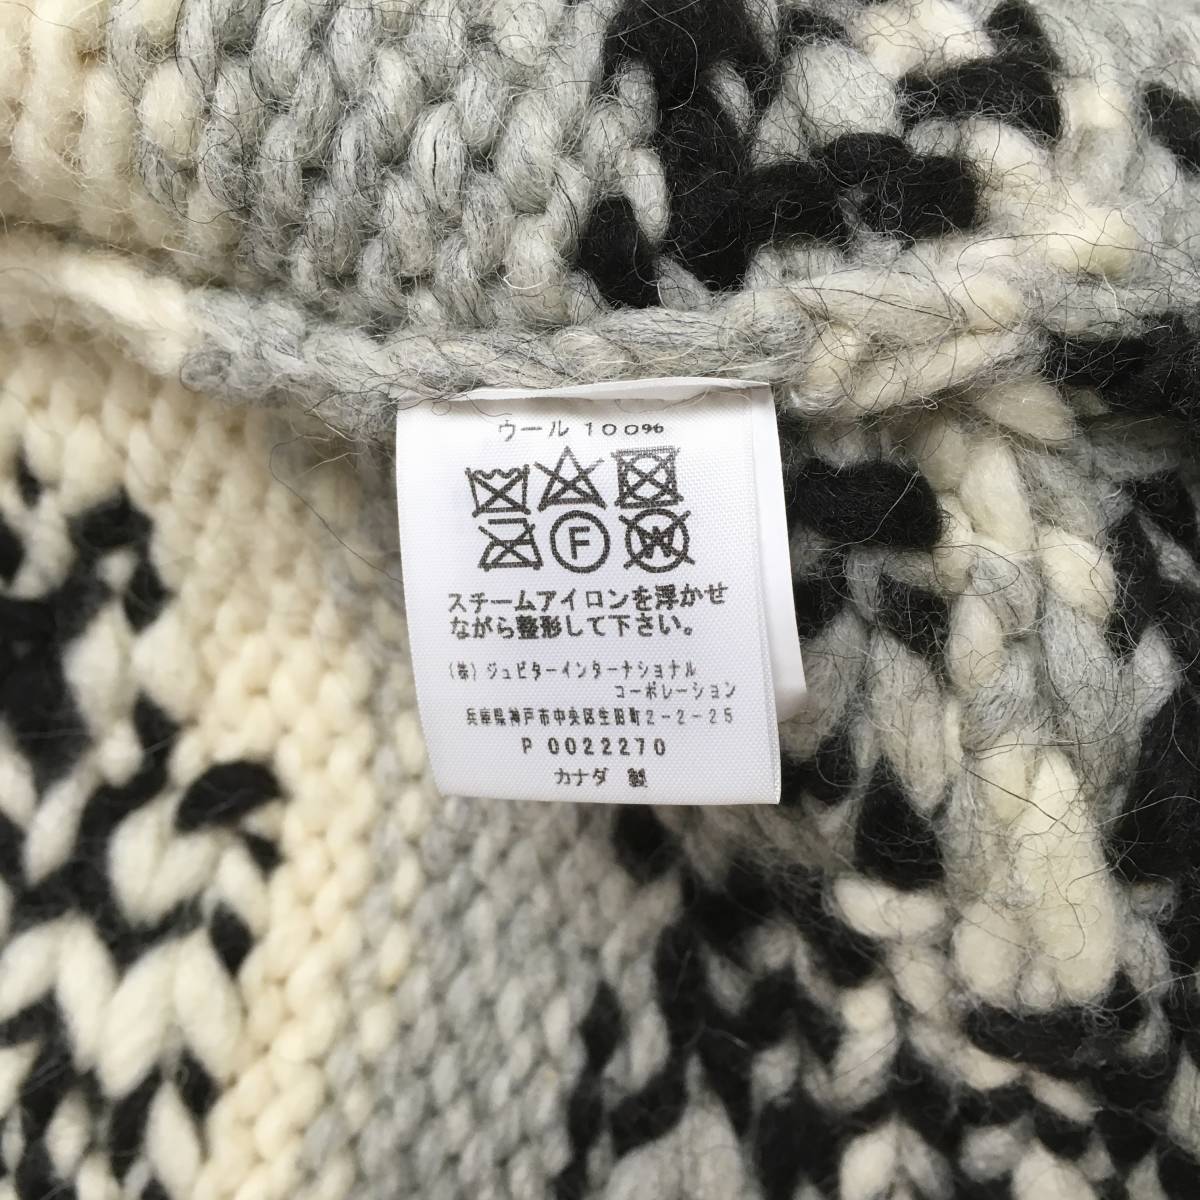 ウール 100%
F
W
スチームアイロンを浮かせ
ながら整形して下さい。
(株) ジュピターインターナショナル
コーポレーション
兵庫県神戸市中央区生田町2-2-25
P 0022270
カナダ 製